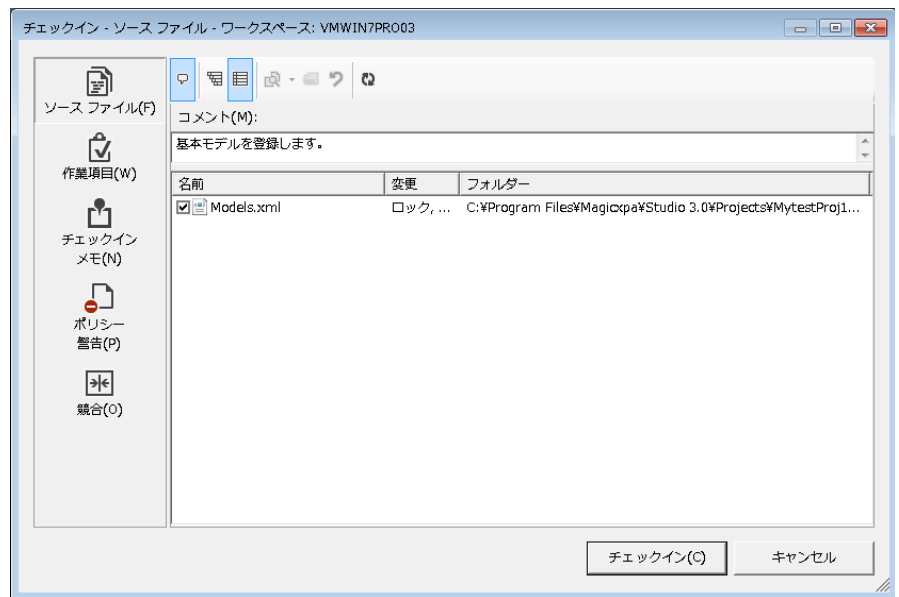 チェックイン - ソース ファイル - ワークスペース: VMWIN7PRO03
ソース ファイル(F)
作業項目(W)
チェックイン
メモ(N)
ポリシー
警告(P)
競合(O)
コメント(M):
基本モデルを登録します。
名前 変更 フォルダー
Models.xml ロック, ... C:¥Program Files¥Magicxpa¥Studio 3.0¥Projects¥MytestProj1...
チェックイン(C) キャンセル